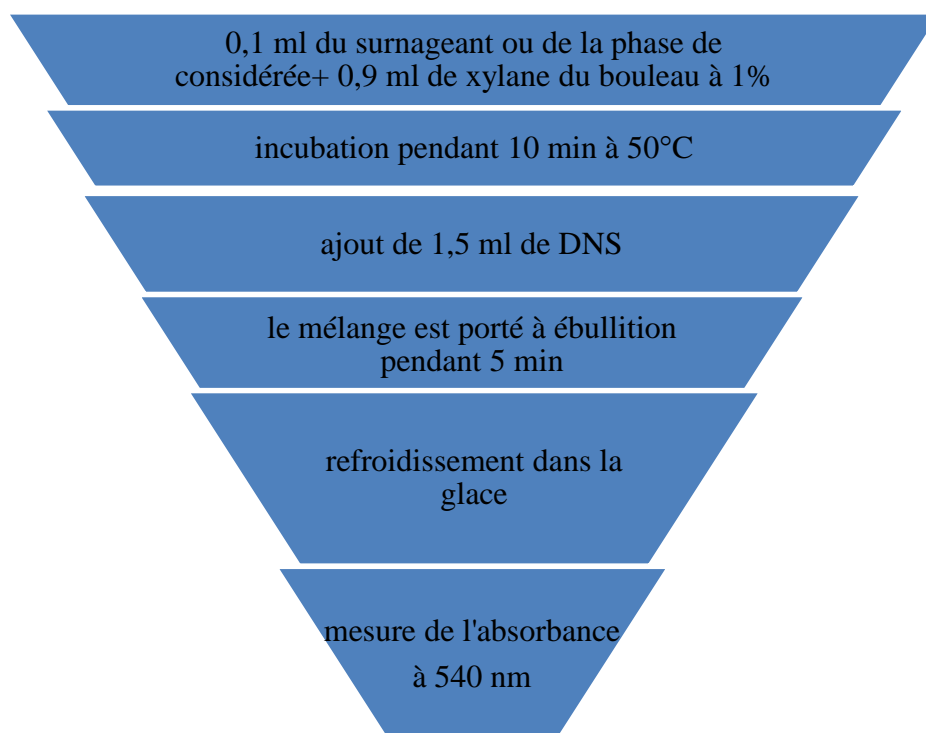 0,1 ml du surnageant ou de la phase de
considérée+ 0,9 ml de xylane du bouleau à 1%
incubation pendant 10 min à 50°C
ajout de 1,5 ml de DNS
le mélange est porté à ébullition
pendant 5 min
refroidissement dans la
glace
mesure de l'absorbance
à 540 nm